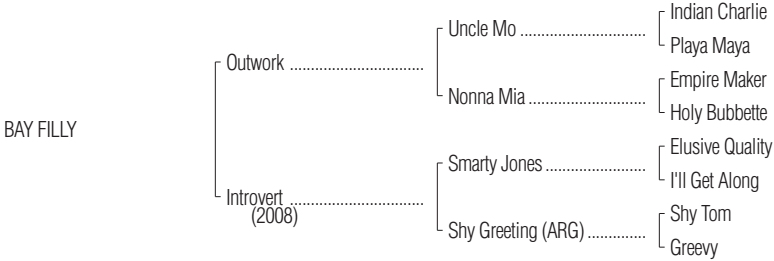 Indian Charlie
Uncle Mo ..............................
Playa Maya
Outwork ................................
Empire Maker
Nonna Mia ............................
Holy Bubbette
BAY FILLY
Elusive Quality
Smarty Jones ........................
I'll Get Along
Introvert ................................
(2008)
Shy Tom
Shy Greeting (ARG) ..............
Greevy